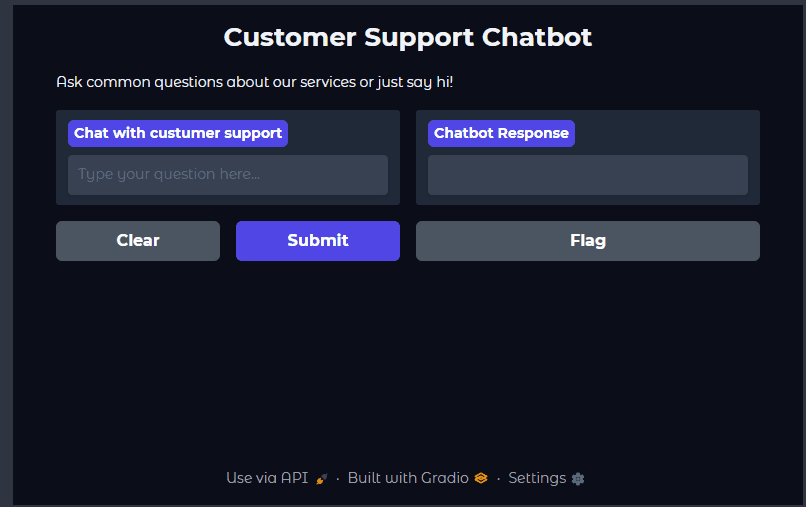 Customer Support Chatbot
Ask common questions about our services or just say hi!
Chat with custumer support
Chatbot Response
Type your question here...
Clear
Submit
Flag
Use via API · Built with Gradio · Settings